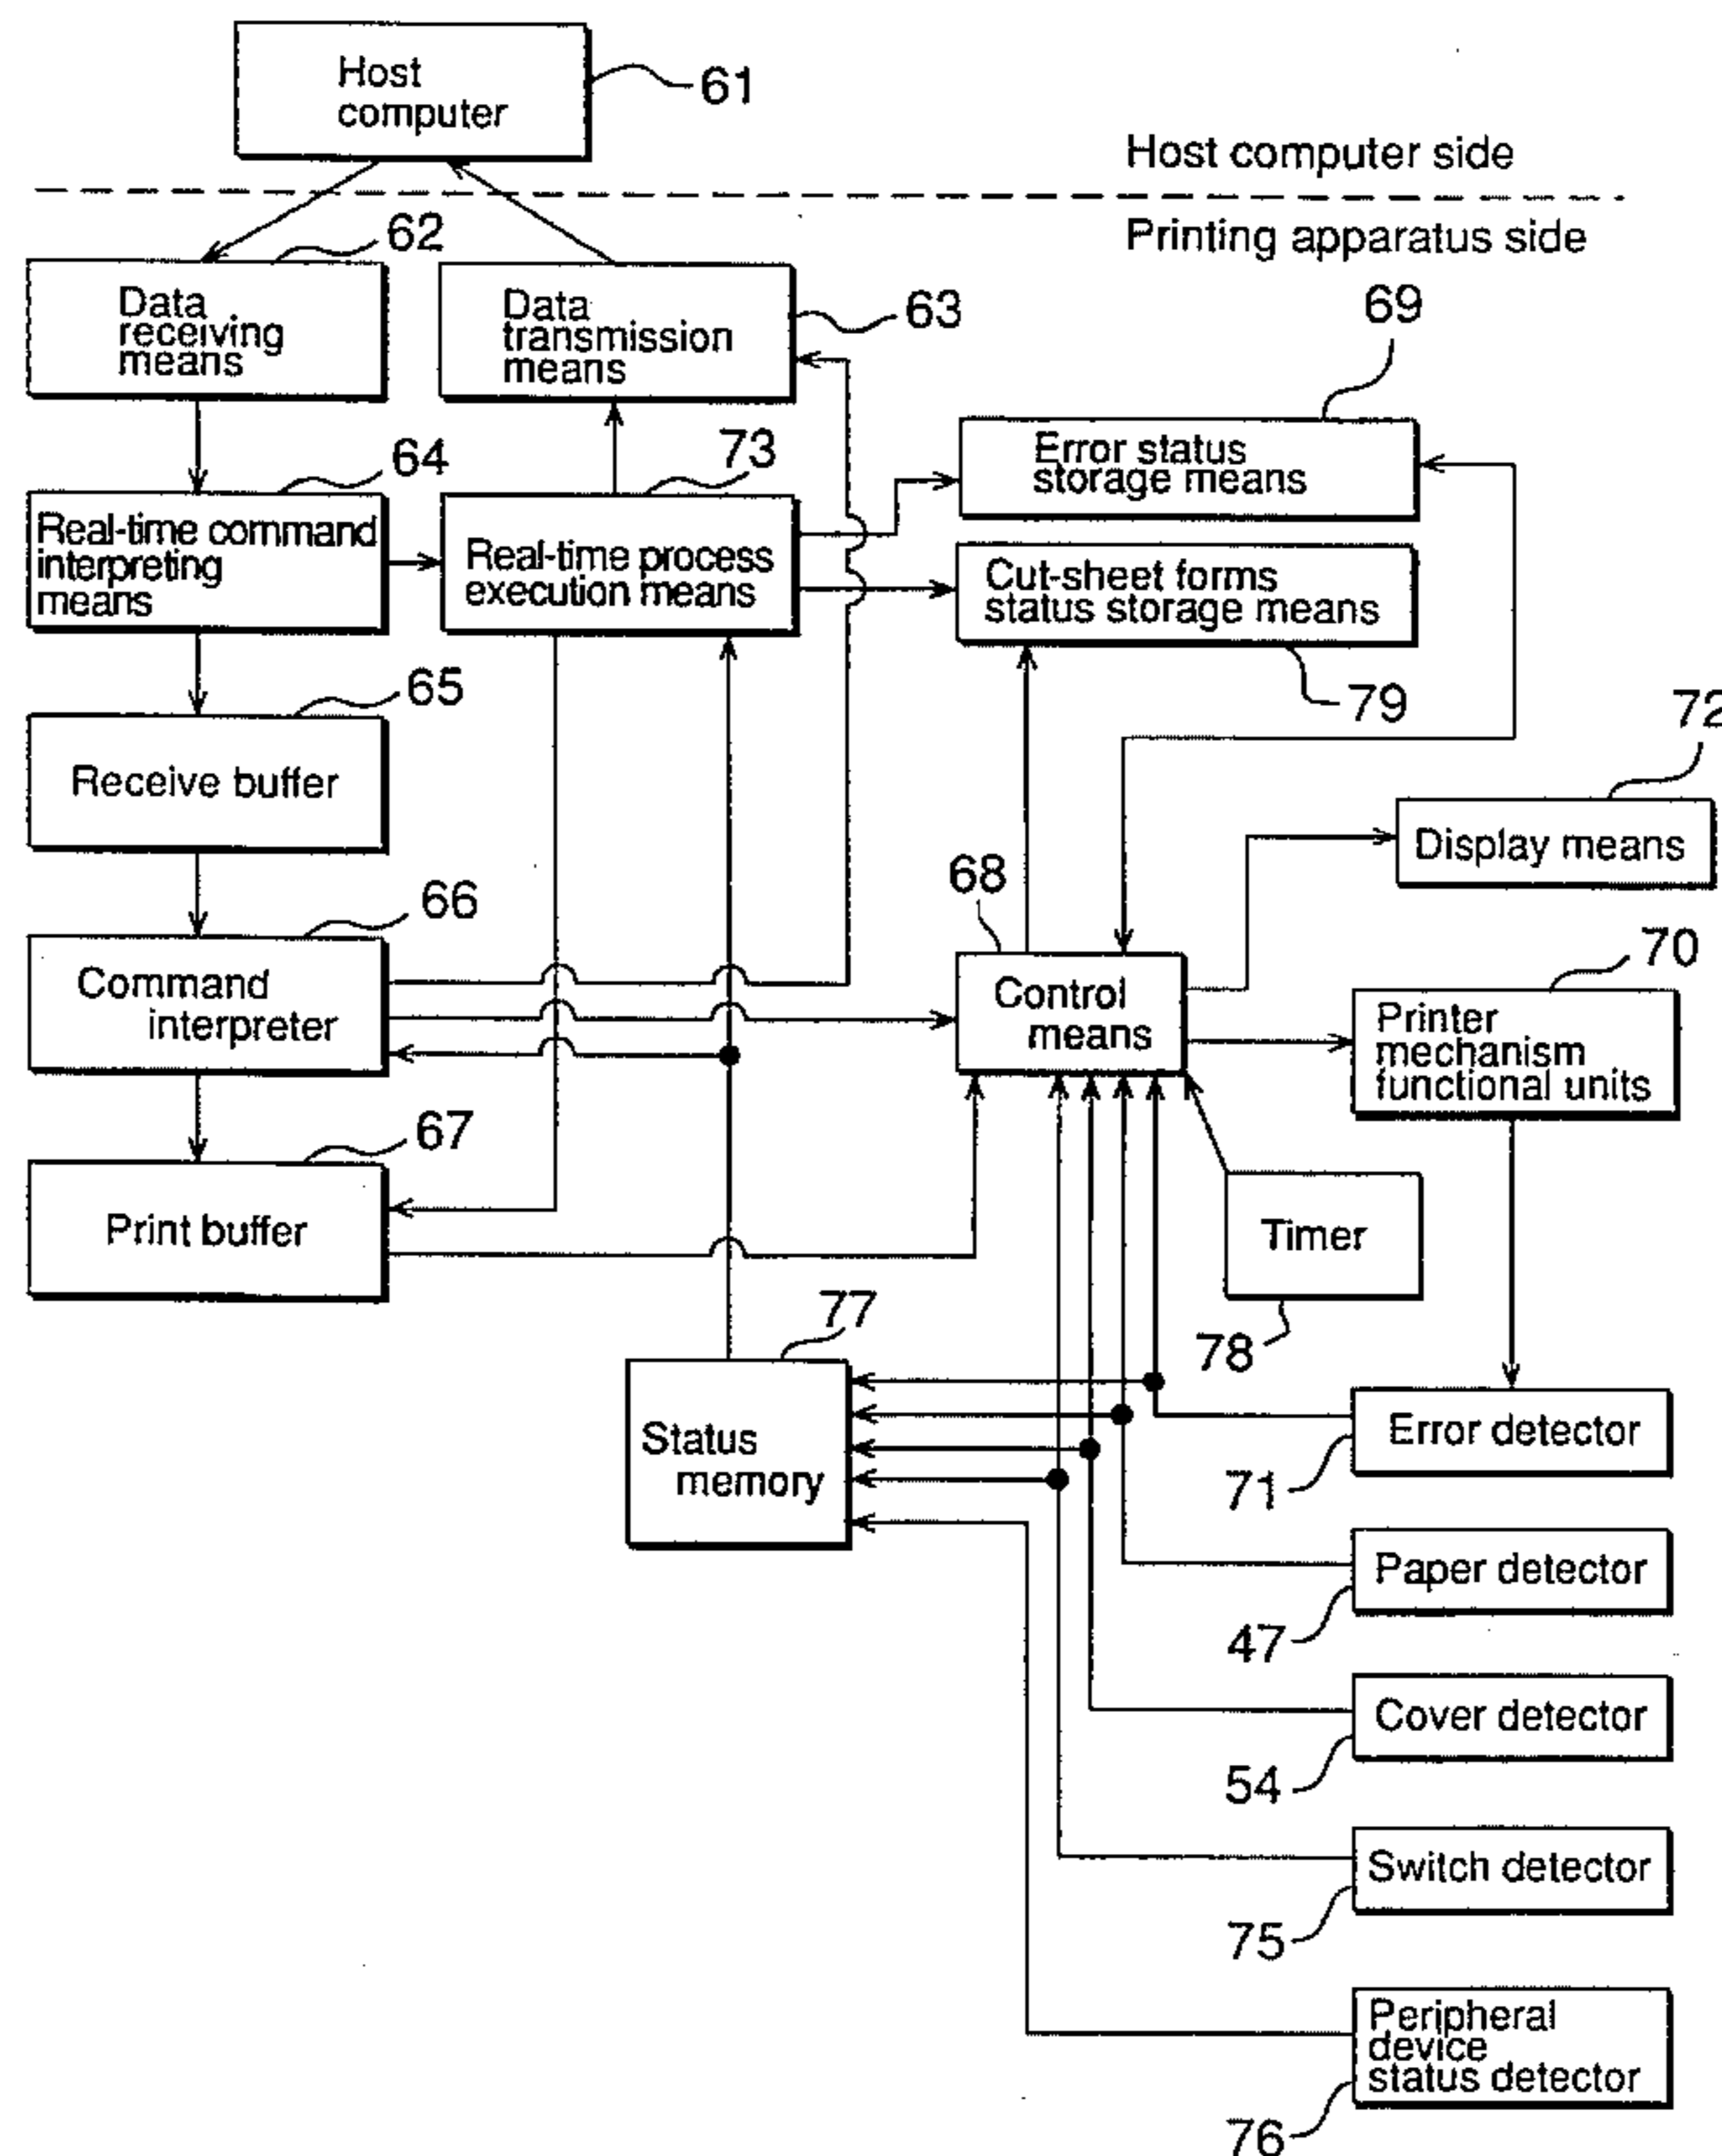 Host
computer
61
Host computer side
Printing apparatus side
62
Data
receiving
means
Data
transmission
means
63
69
Error status
storage means
64
Real-time command
interpreting
means
73
Real-time process
execution means
Cut-sheet forms
status storage means
79
65
Receive buffer
72
Display means
66
Command
interpreter
68
Control
means
70
Printer
mechanism
functional units
67
Print buffer
Timer
78
77
Status
memory
Error detector
71
Paper detector
47
Cover detector
54
Switch detector
75
Peripheral
device
status detector
76